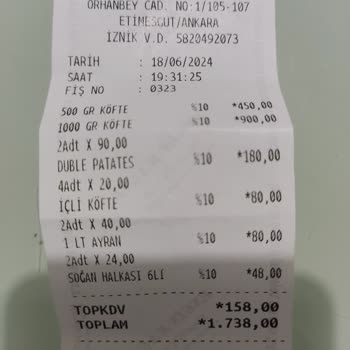 ORHANBEY CAD. NO:1/105-107
ETİMESGUT/ANKARA
İZNİK V.D. 5820492073
TARİH : 18/06/2024
SAAT : 19:31:25
FİŞ NO : 0323
500 GR KÖFTE %10 *450,00
1000 GR KÖFTE %10 *900,00
2Adt X 90,00
DUBLE PATATES %10 *180,00
4Adt X 20,00
İÇLİ KÖFTE %10 *80,00
2Adt X 40,00
1 LT AYRAN %10 *80,00
2Adt X 24,00
SOĞAN HALKASI 6LI %10 *48,00
TOPKDV *158,00
TOPLAM *1.738,00